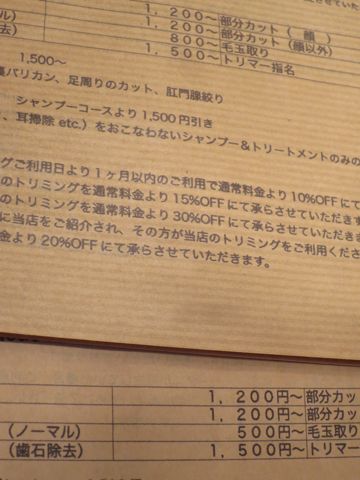 １，２００〜 部分カット（ 顔 ）
ル） １，２００〜 部分カット（顔以外）
去） ８００〜 毛玉取り
１，５００〜 トリマー指名
1,500〜
バリカン、足周りのカット、肛門腺絞り
シャンプーコースより1,500円引き
、耳掃除 etc.）をおこなわないシャンプー＆トリートメントのみの
グご利用日より1ヶ月以内のご利用で通常料金より10%OFFにて
のトリミングを通常料金より15%OFFにて承らさせていただきす
のトリミングを通常料金より30%OFFにて承らさせていただきま
に当店をご紹介され、その方が当店のトリミングをご利用くださ
金より20%OFFにて承らさせていただきます。
１，２００円〜 部分カッ
１，２００円〜 部分カッ
（ノーマル） ５００円〜 毛玉取り
（歯石除去） １，５００円〜 トリマ